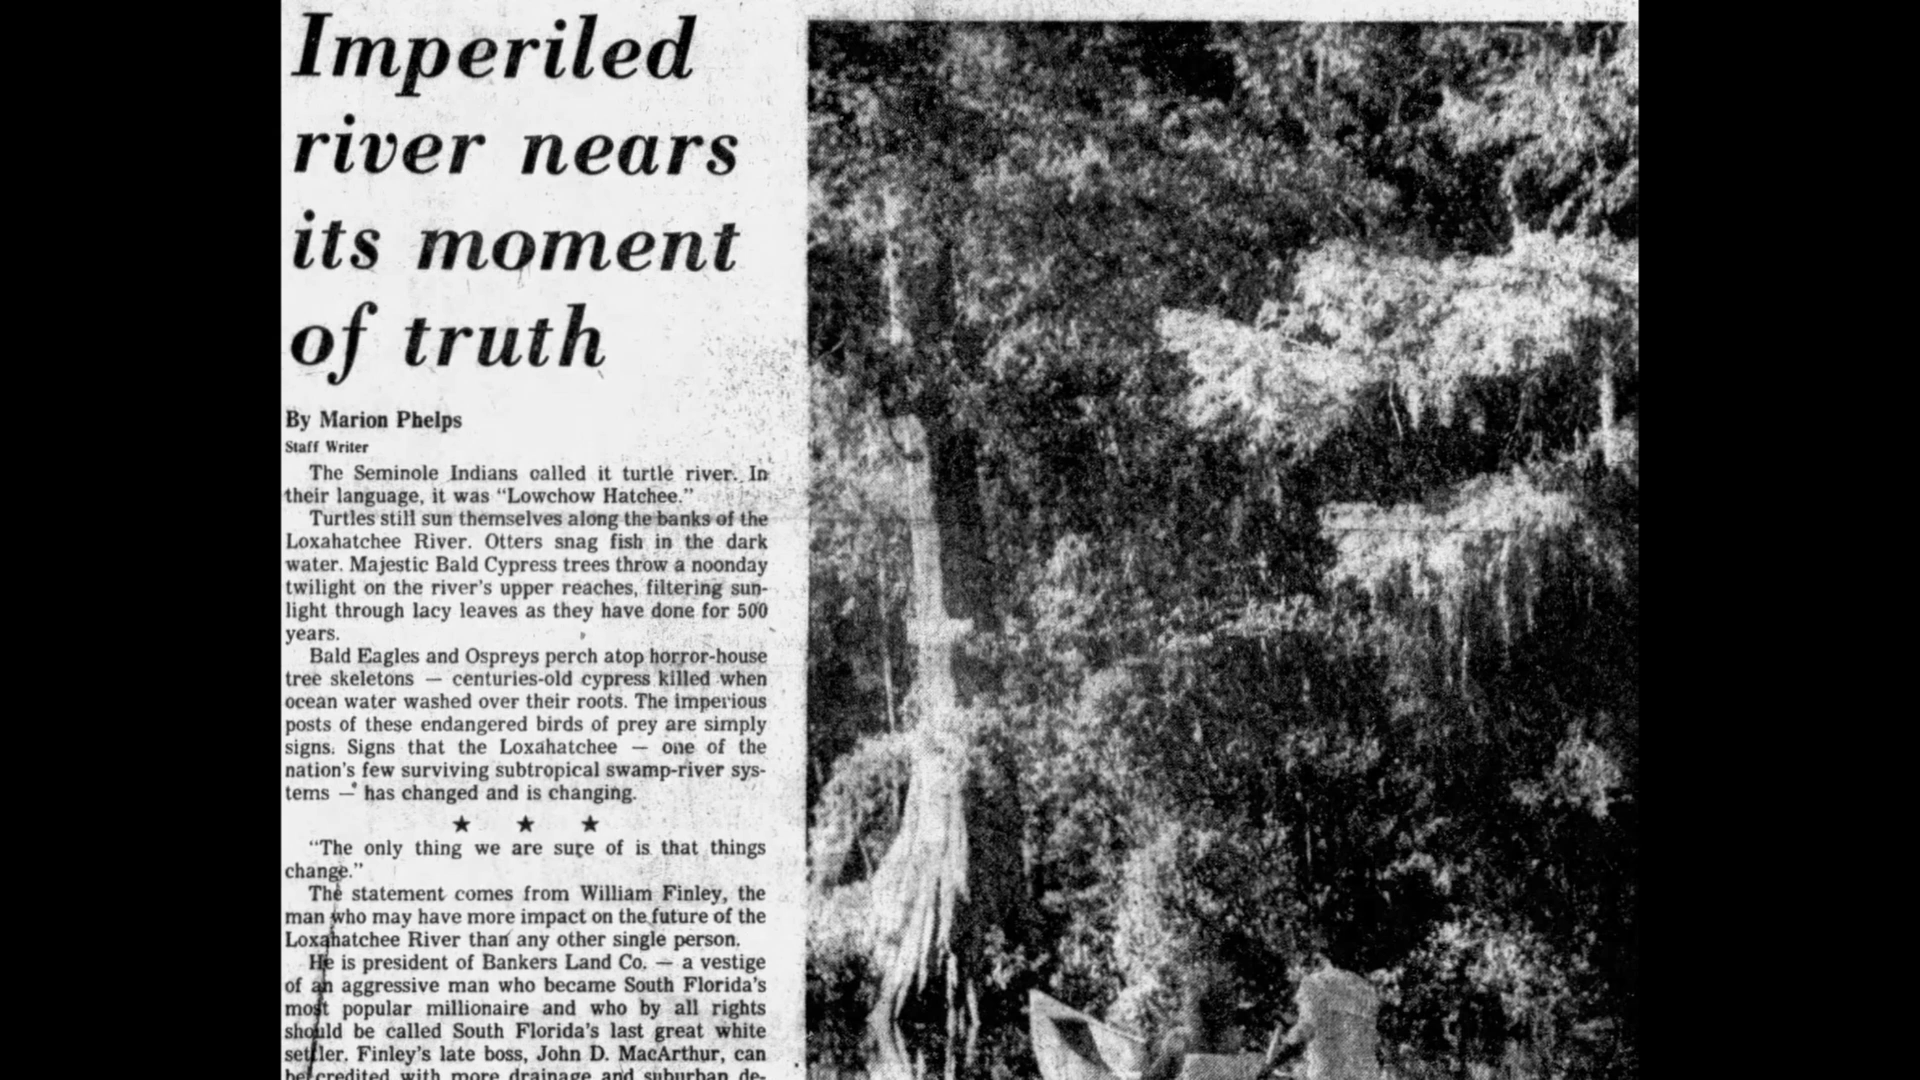 Imperiled
river nears
its moment
of truth
By Marion Phelps
Staff Writer
The Seminole Indians called it turtle river. In
their language, it was “Lowchow Hatchee.”
Turtles still sun themselves along the banks of the
Loxahatchee River. Otters snag fish in the dark
water. Majestic Bald Cypress trees throw a noonday
twilight on the river's upper reaches, filtering sun-
light through lacy leaves as they have done for 500
years.
Bald Eagles and Ospreys perch atop horror-house
tree skeletons — centuries-old cypress killed when
ocean water washed over their roots. The imperious
posts of these endangered birds of prey are simply
signs. Signs that the Loxahatchee — one of the
nation's few surviving subtropical swamp-river sys-
tems — has changed and is changing.
★ ★ ★
“The only thing we are sure of is that things
change.”
The statement comes from William Finley, the
man who may have more impact on the future of the
Loxahatchee River than any other single person.
He is president of Bankers Land Co. — a vestige
of an aggressive man who became South Florida's
most popular millionaire and who by all rights
should be called South Florida's last great white
settler. Finley's late boss, John D. MacArthur, can
be credited with more drainage and suburban de-